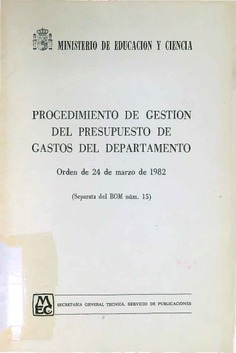 MINISTERIO DE EDUCACION Y CIENCIA
PROCEDIMIENTO DE GESTION
DEL PRESUPUESTO DE
GASTOS DEL DEPARTAMENTO
Orden de 24 de marzo de 1982
(Separata del BOM núm. 15)
MEC
SECRETARIA GENERAL TECNICA. SERVICIO DE PUBLICACIONES